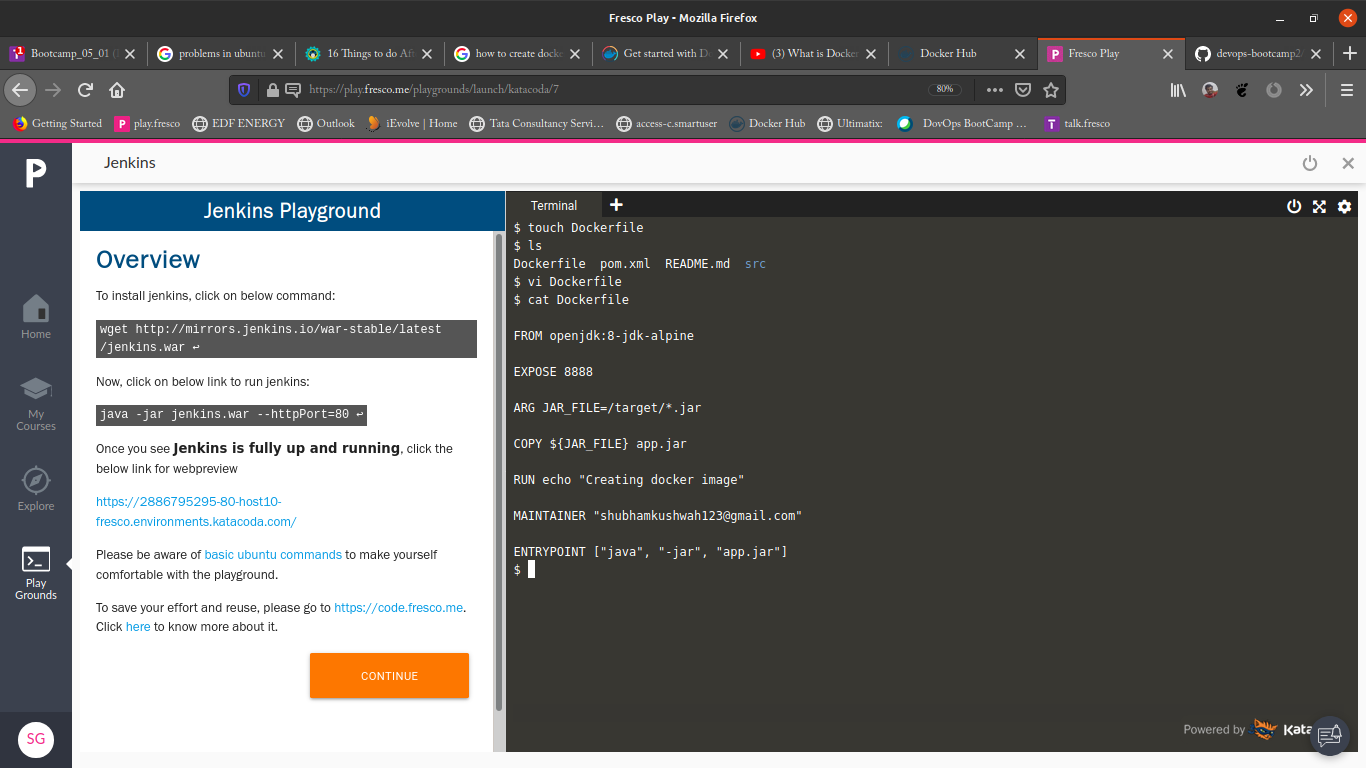 Fresco Play - Mozilla Firefox
Bootcamp_05_01 (
problems in ubuntu
16 Things to do Aft
how to create dock
Get started with D
(3) What is Docker
Docker Hub
Fresco Play
devops-bootcamp2
https://play.fresco.me/playgrounds/launch/katacoda/7
80%
Getting Started
play.fresco
EDF ENERGY
Outlook
iEvolve | Home
Tata Consultancy Servi…
access-c.smartuser
Docker Hub
Ultimatix:
DovOps BootCamp …
talk.fresco
Jenkins
Home
My
Courses
Explore
Play
Grounds
SG
Jenkins Playground
Overview
To install jenkins, click on below command:
wget http://mirrors.jenkins.io/war-stable/latest
/jenkins.war ↩
Now, click on below link to run jenkins:
java -jar jenkins.war --httpPort=80 ↩
Once you see Jenkins is fully up and running, click the
below link for webpreview
https://2886795295-80-host10-
fresco.environments.katacoda.com/
Please be aware of basic ubuntu commands to make yourself
comfortable with the playground.
To save your effort and reuse, please go to https://code.fresco.me.
Click here to know more about it.
CONTINUE
Terminal
$ touch Dockerfile
$ ls
Dockerfile  pom.xml  README.md  src
$ vi Dockerfile
$ cat Dockerfile
FROM openjdk:8-jdk-alpine
EXPOSE 8888
ARG JAR_FILE=/target/*.jar
COPY ${JAR_FILE} app.jar
RUN echo "Creating docker image"
MAINTAINER "shubhamkushwah123@gmail.com"
ENTRYPOINT ["java", "-jar", "app.jar"]
$
Powered by Kata